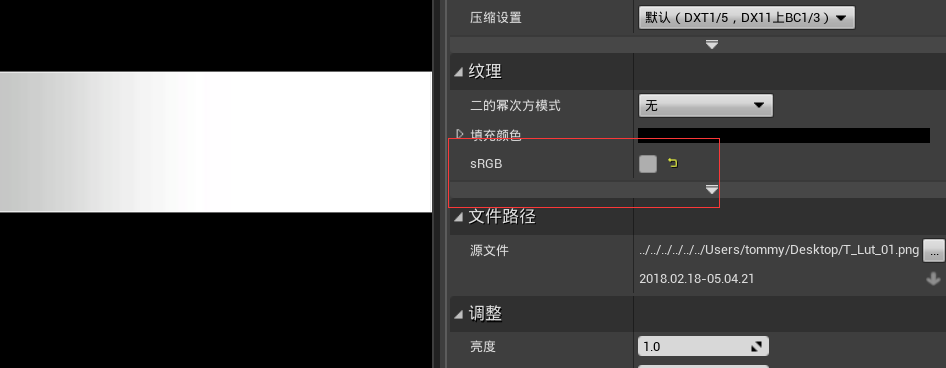 压缩设置
默认（DXT1/5，DX11上BC1/3）
纹理
二的幂次方模式
无
填充颜色
sRGB
文件路径
源文件
../../../../../../Users/tommy/Desktop/T_Lut_01.png
...
2018.02.18-05.04.21
调整
亮度
1.0